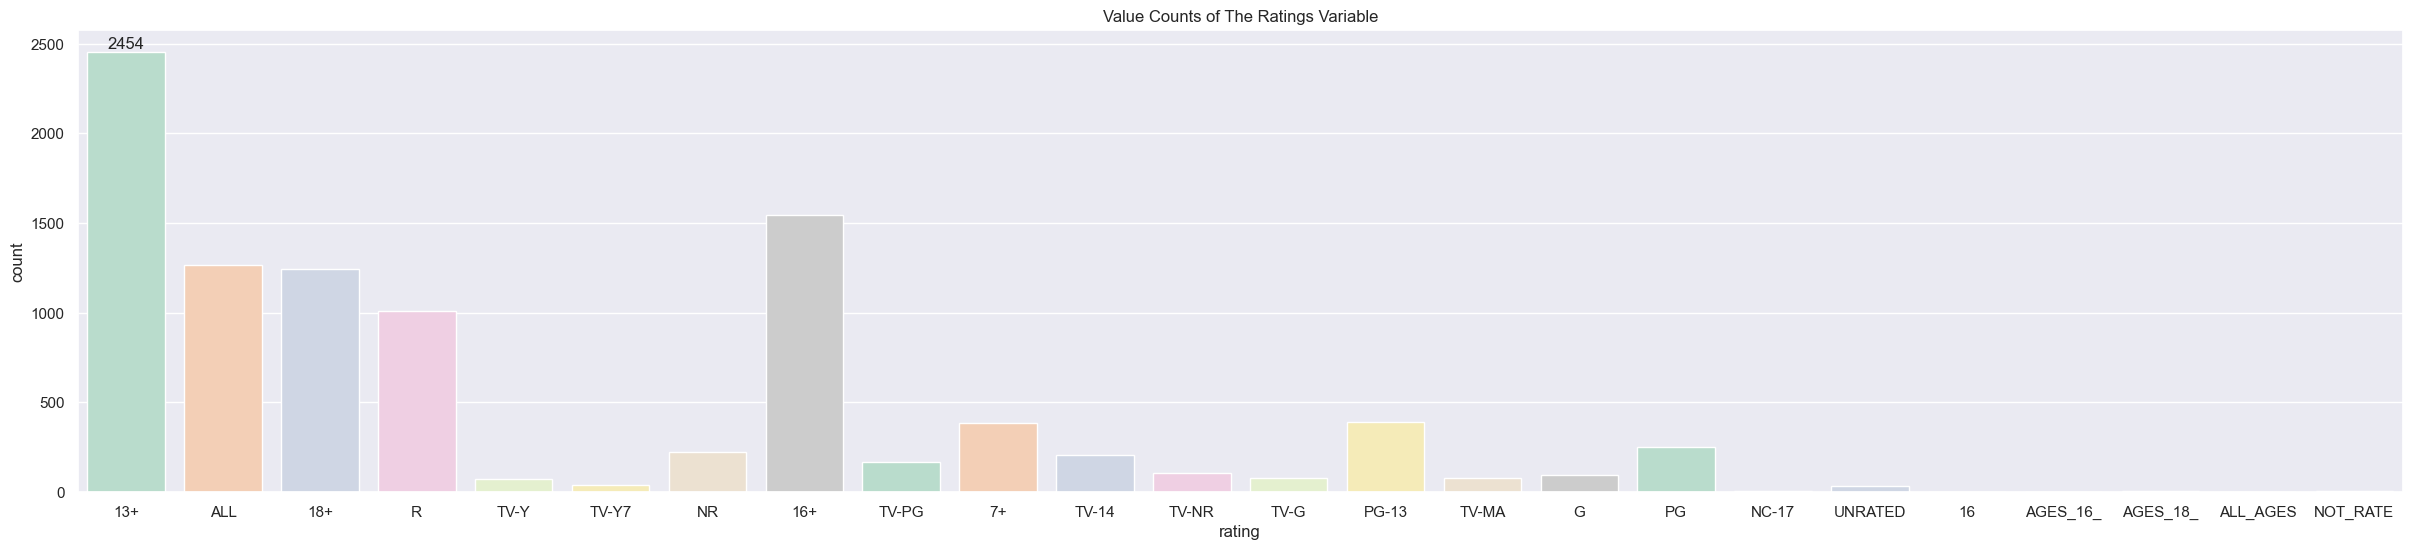 Value Counts of The Ratings Variable
2454
2500
2000
1500
1000
500
0
count
13+ ALL 18+ R TV-Y TV-Y7 NR 16+ TV-PG 7+ TV-14 TV-NR TV-G PG-13 TV-MA G PG NC-17 UNRATED 16 AGES_16_ AGES_18_ ALL_AGES NOT_RATE
rating